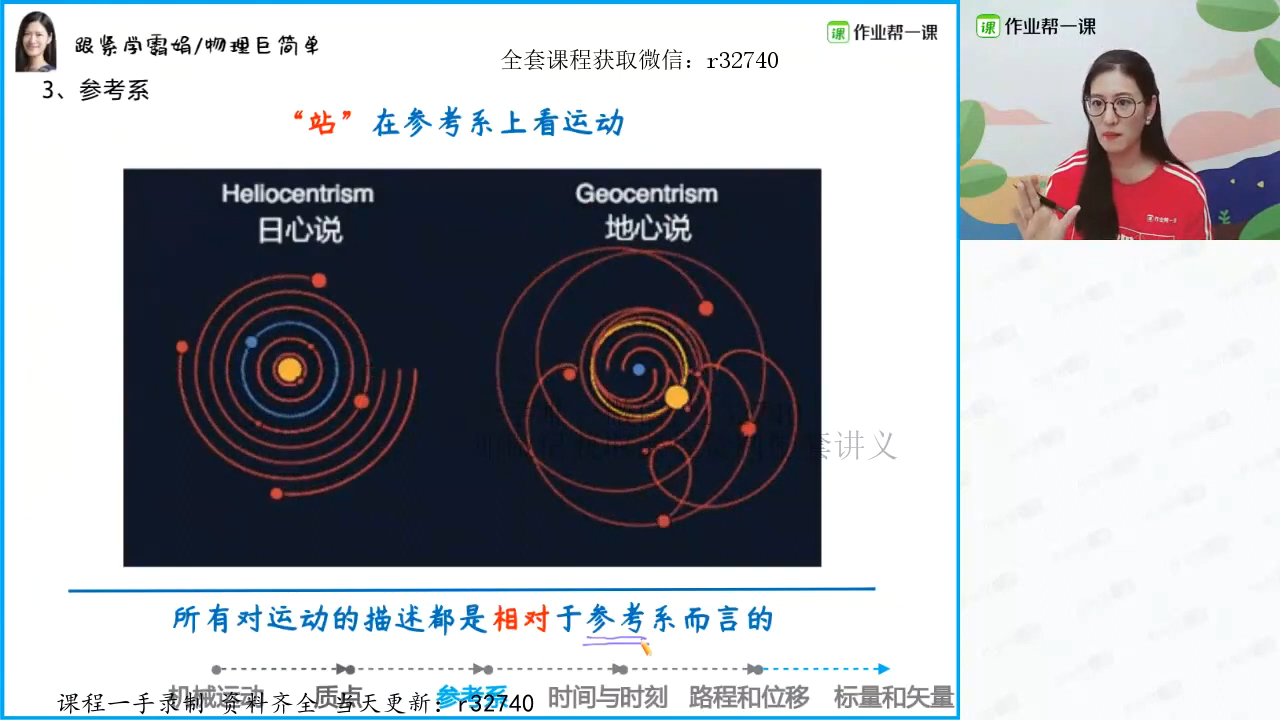 跟紧学霸娟/物理巨简单
作业帮一课
作业帮一课
全套课程获取微信：r32740
3、参考系
“站”在参考系上看运动
Heliocentrism
日心说
Geocentrism
地心说
套讲义
所有对运动的描述都是相对于参考系而言的
机械运动 质点 参考系 时间与时刻 路程和位移 标量和矢量
课程一手录制 资料齐全 当天更新：r32740